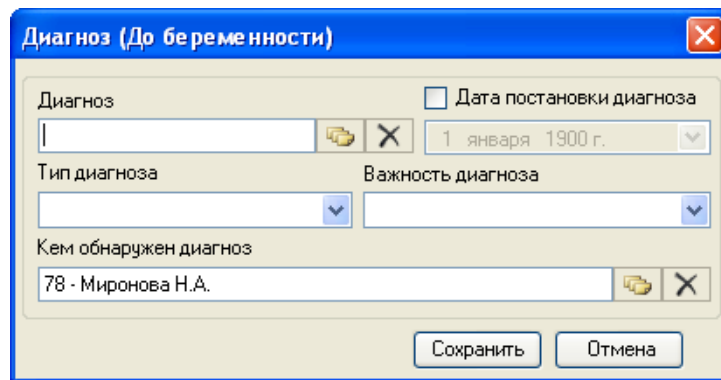 Диагноз (До беременности)
Диагноз
Дата постановки диагноза
1 января 1900 г.
Тип диагноза
Важность диагноза
Кем обнаружен диагноз
78 - Миронова Н.А.
Сохранить
Отмена